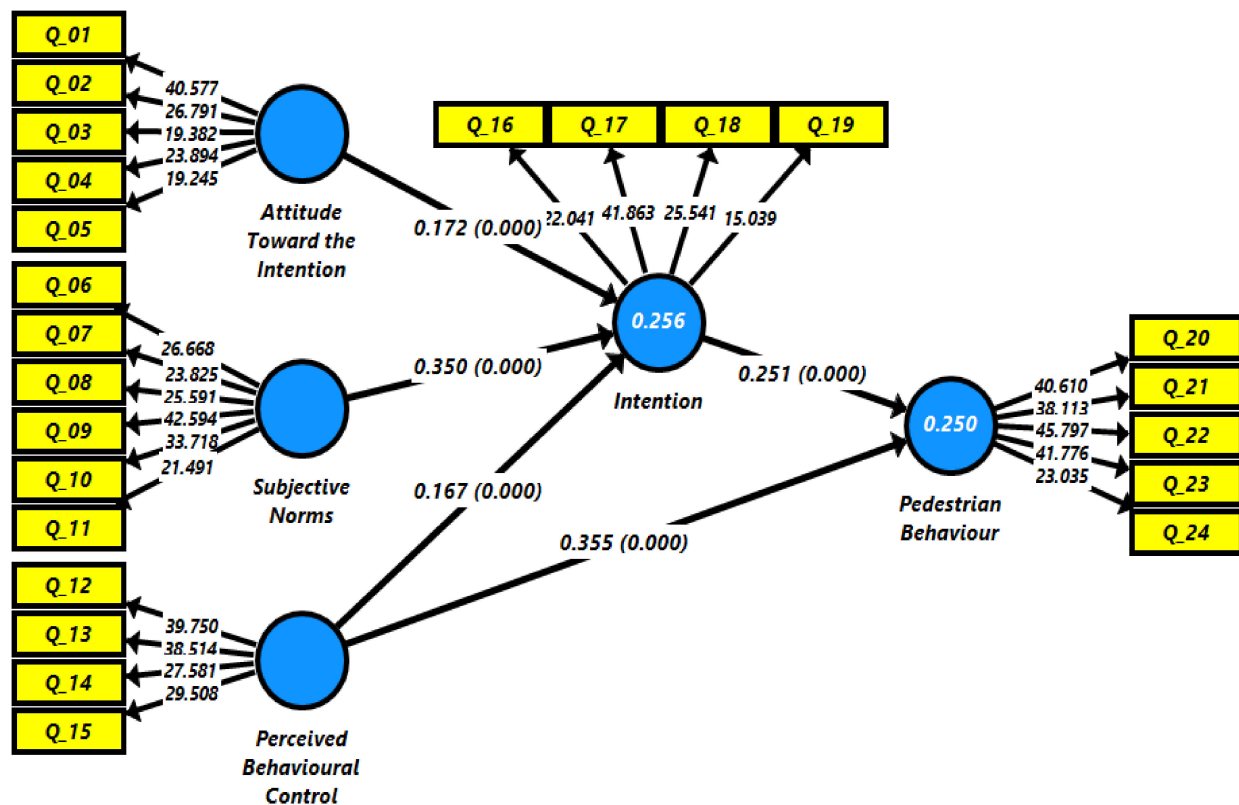 Q_01
Q_02
Q_03
Q_04
Q_05
40.577
26.791
19.382
23.894
19.245
Attitude
Toward the
Intention
Q_06
Q_07
Q_08
Q_09
Q_10
Q_11
26.668
23.825
25.591
42.594
33.718
21.491
Subjective
Norms
Q_12
Q_13
Q_14
Q_15
39.750
38.514
27.581
29.508
Perceived
Behavioural
Control
Q_16 Q_17 Q_18 Q_19
22.041 41.863 25.541 15.039
0.172 (0.000)
0.350 (0.000)
0.167 (0.000)
0.256
Intention
0.251 (0.000)
0.355 (0.000)
0.250
Pedestrian
Behaviour
40.610
38.113
45.797
41.776
23.035
Q_20
Q_21
Q_22
Q_23
Q_24